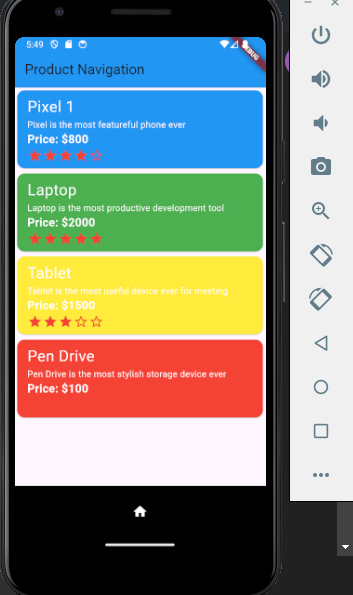 5:49
DEBUG
Product Navigation
Pixel 1
Pixel is the most featureful phone ever
Price: $800
Laptop
Laptop is the most productive development tool
Price: $2000
Tablet
Tablet is the most useful device ever for meeting
Price: $1500
Pen Drive
Pen Drive is the most stylish storage device ever
Price: $100